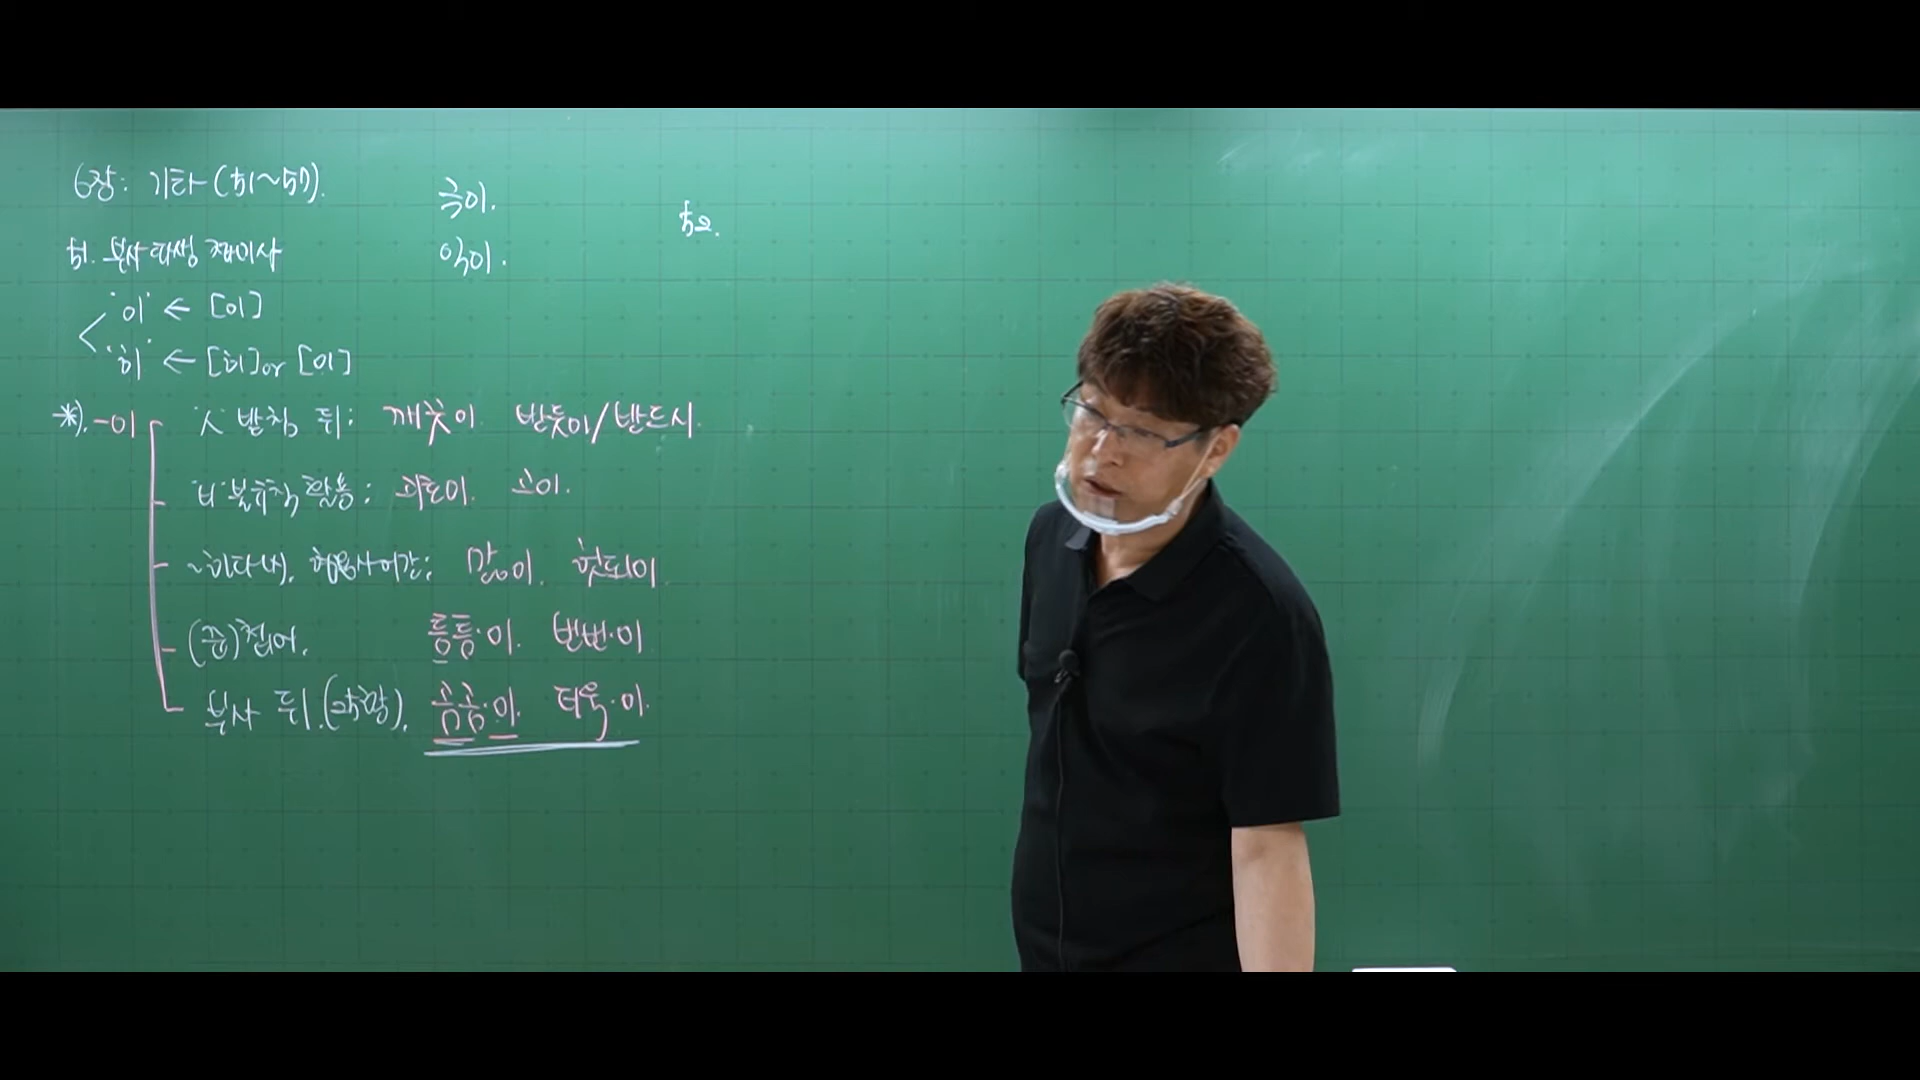 6장: 기타 (51~57).
51. 부사 파생 접미사
'이' ← [이]
'히' ← [히] or [이]
*). -이
ㅅ 받침 뒤: 깨끗이 반듯이/반드시.
'ㅂ' 불규칙 활용: 괴로이. 고이.
~하다 x. 형용사 어간: 많이. 헛되이
(준)첩어. 틈틈·이. 번번·이
부사 뒤. 곰곰·이. 더욱·이.
극이.
악이.
52.